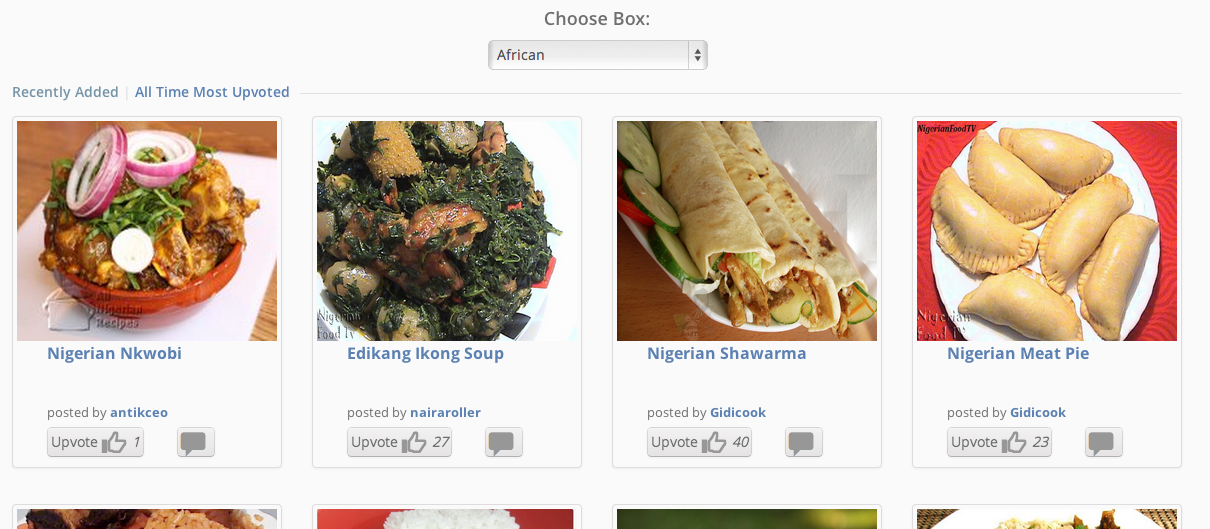 Choose Box:
African
Recently Added | All Time Most Upvoted
NigerianFoodTV
All
Nigerian
Recipes
Nigerian
Food Tv
Nigerian
Food Tv
Nigerian Nkwobi
Edikang Ikong Soup
Nigerian Shawarma
Nigerian Meat Pie
posted by antikceo
posted by nairaroller
posted by Gidicook
posted by Gidicook
Upvote 1
Upvote 27
Upvote 40
Upvote 23